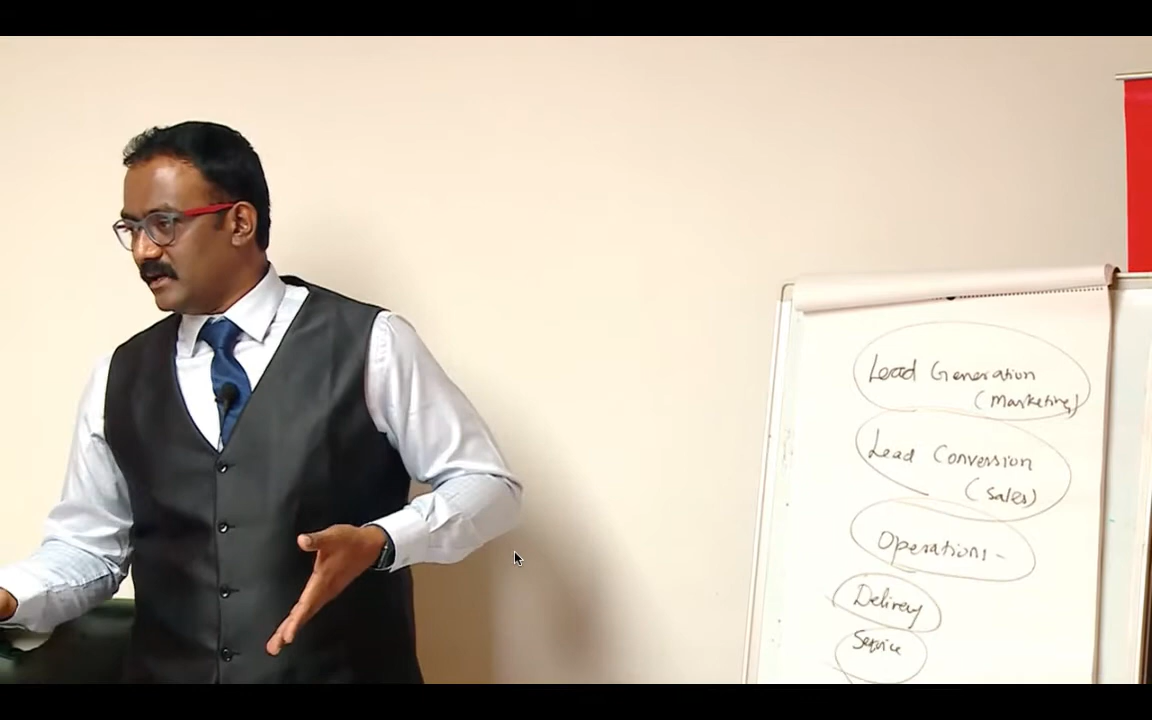 Lead Generation
(Marketing)
Lead Conversion
(Sales)
Operations -
Delivery
Service